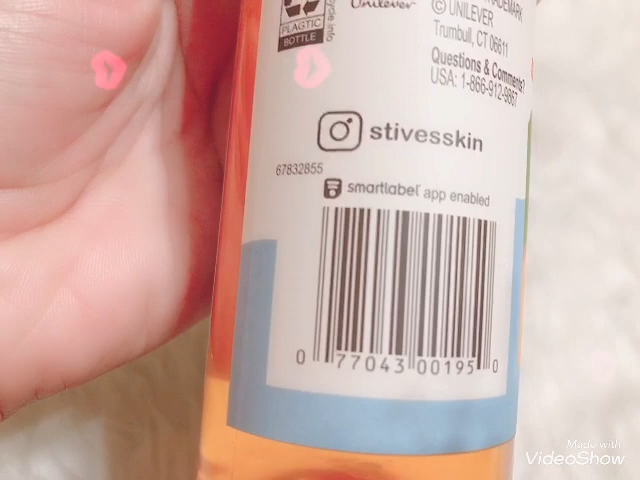 PLASTIC
BOTTLE
Unilever
TRADEMARK
© UNILEVER
Trumbull, CT 06611
Questions & Comments?
USA: 1-866-912-9867
stivesskin
67832855
smartlabel app enabled
0 77043 00195 0
Made with
VideoShow